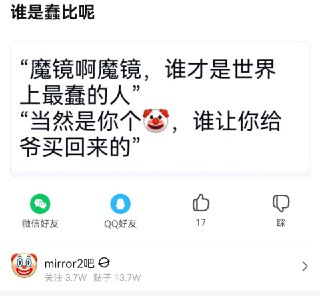 谁是蠢比呢
“魔镜啊魔镜，谁才是世界
上最蠢的人”
“当然是你个🤡，谁让你给
爷买回来的”
微信好友
QQ好友
17
踩
mirror2吧
关注 3.7W 贴子 13.7W